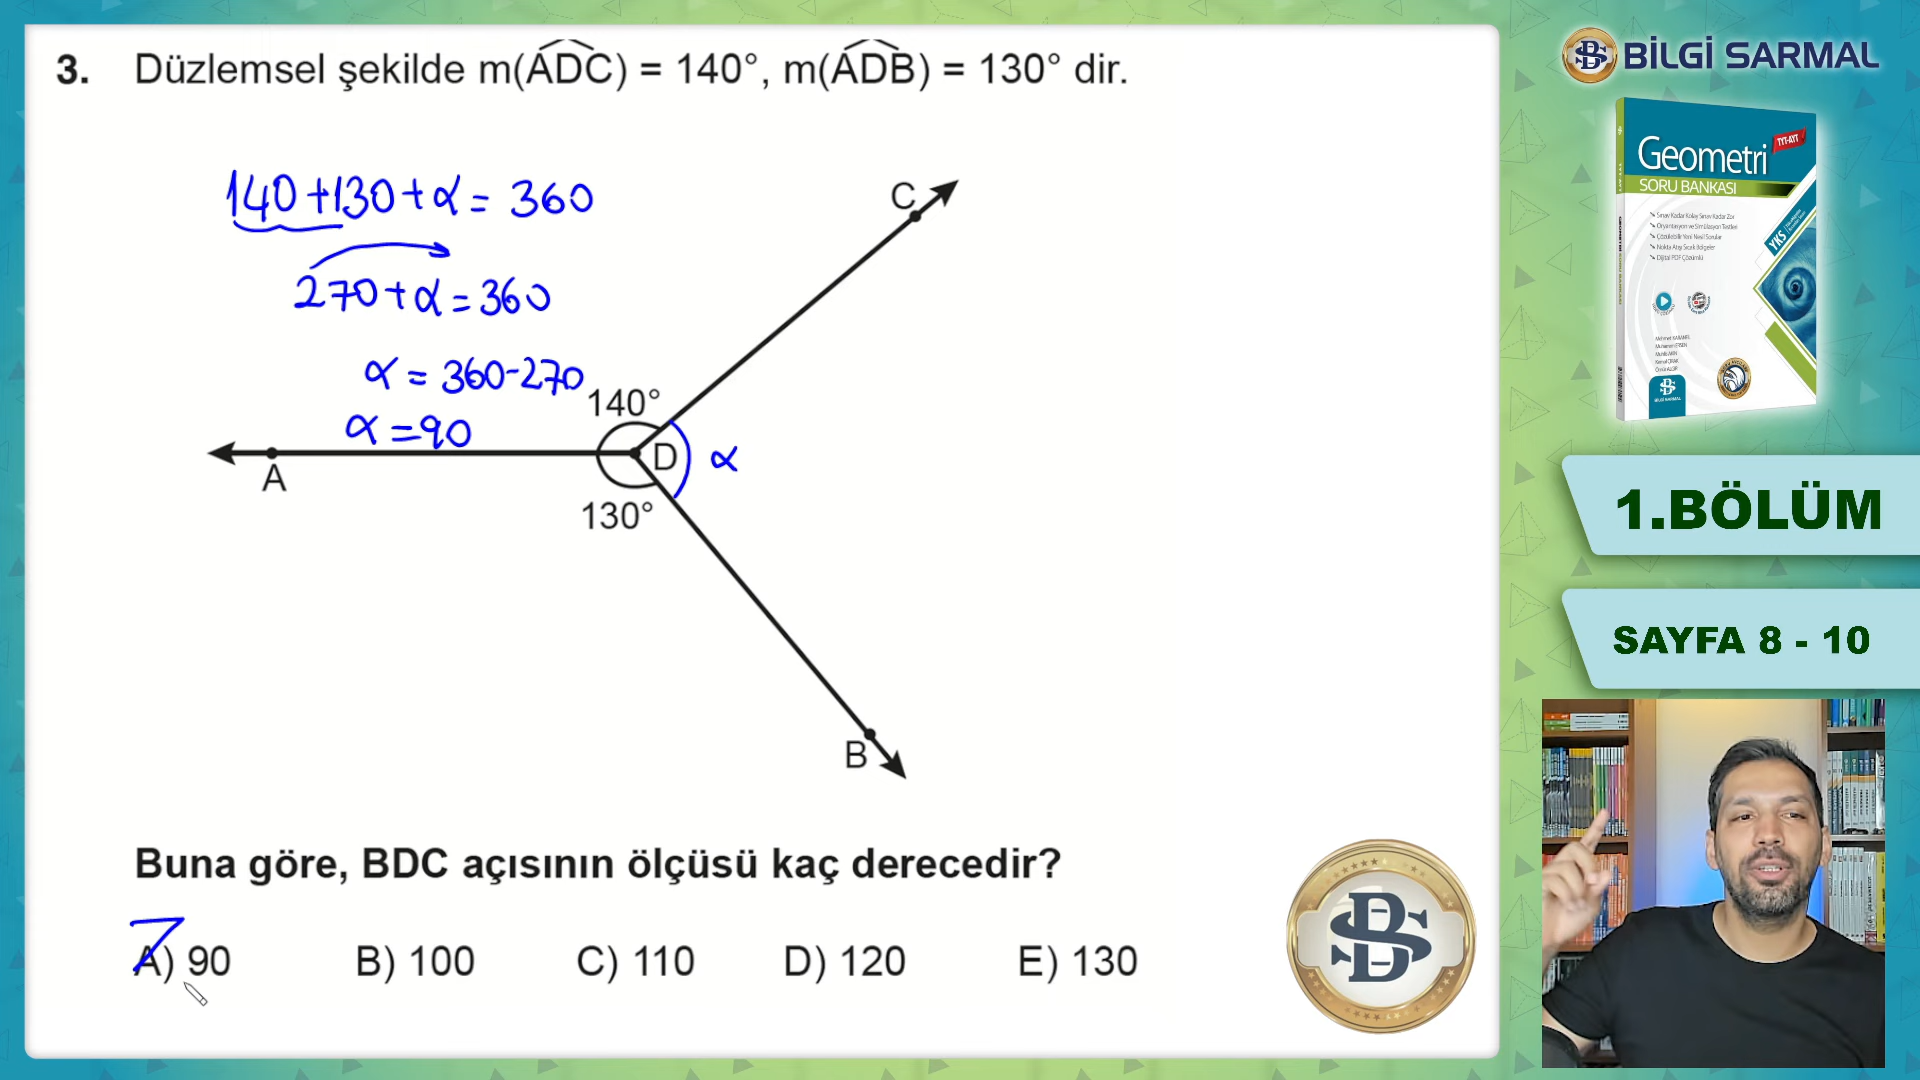 3. Düzlemsel şekilde m(ADC) = 140°, m(ADB) = 130° dir.
140+130+α = 360
270+α = 360
α = 360-270
α = 90
140°
130°
α
A
B
C
D
Buna göre, BDC açısının ölçüsü kaç derecedir?
A) 90 B) 100 C) 110 D) 120 E) 130
BİLGİ SARMAL
Geometri
TYT-AYT
SORU BANKASI
YKS
1.BÖLÜM
SAYFA 8 - 10